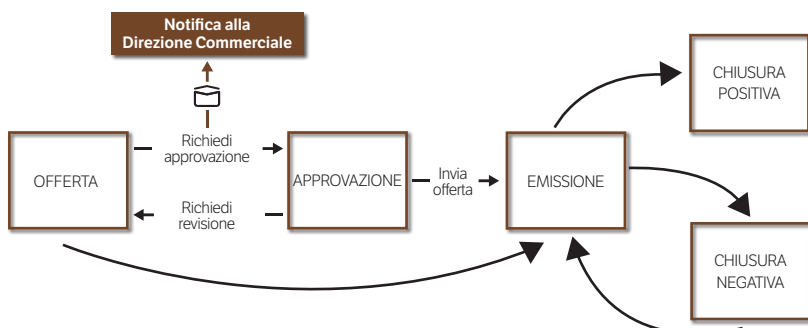 Notifica alla
Direzione Commerciale
CHIUSURA
POSITIVA
Richiedi
approvazione
OFFERTA
APPROVAZIONE
Invia
offerta
EMISSIONE
Richiedi
revisione
CHIUSURA
NEGATIVA